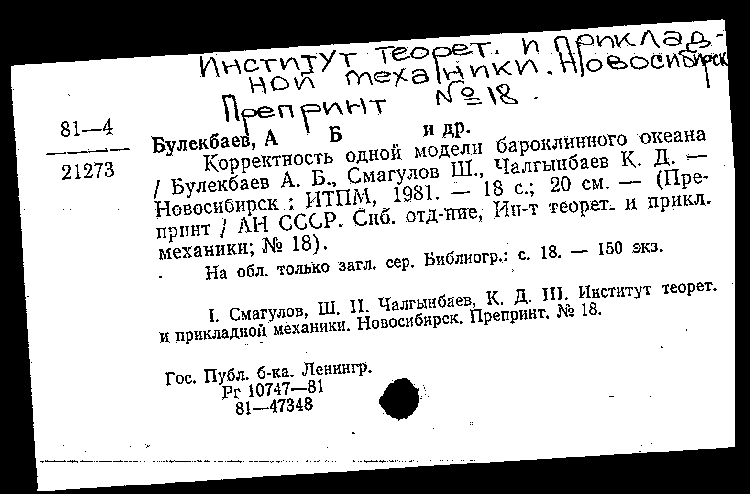 Институт теорет. и приклад-
ной механики. Новосибирск
Препринт №18.
81—4
21273
Булекбаев, А Б и др.
Корректность одной модели бароклинного океана
/ Булекбаев А. Б., Смагулов Ш., Чалгынбаев К. Д. —
Новосибирск : ИТПМ, 1981. — 18 с.; 20 см. — (Пре-
принт / АН СССР. Сиб. отд-ние, Ин-т теорет. и прикл.
механики; № 18).
На обл. только загл. сер. Библиогр.: с. 18. — 150 экз.
I. Смагулов, Ш. II. Чалгынбаев, К. Д. III. Институт теорет.
и прикладной механики. Новосибирск. Препринт. № 18.
Гос. Публ. б-ка. Ленингр.
Рг 10747—81
81—47348